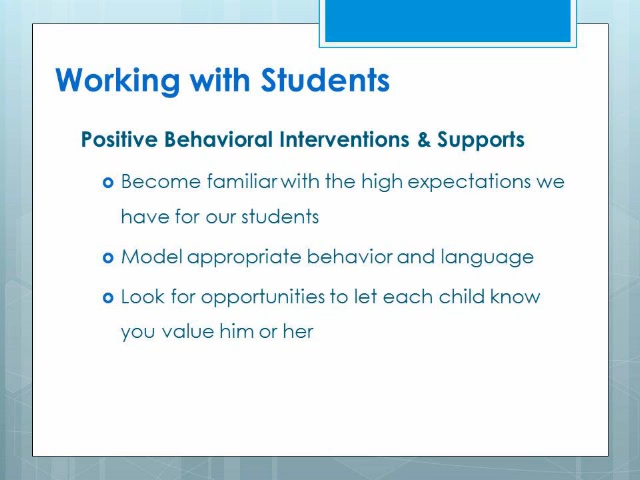 Working with Students
Positive Behavioral Interventions & Supports
Become familiar with the high expectations we
have for our students
Model appropriate behavior and language
Look for opportunities to let each child know
you value him or her